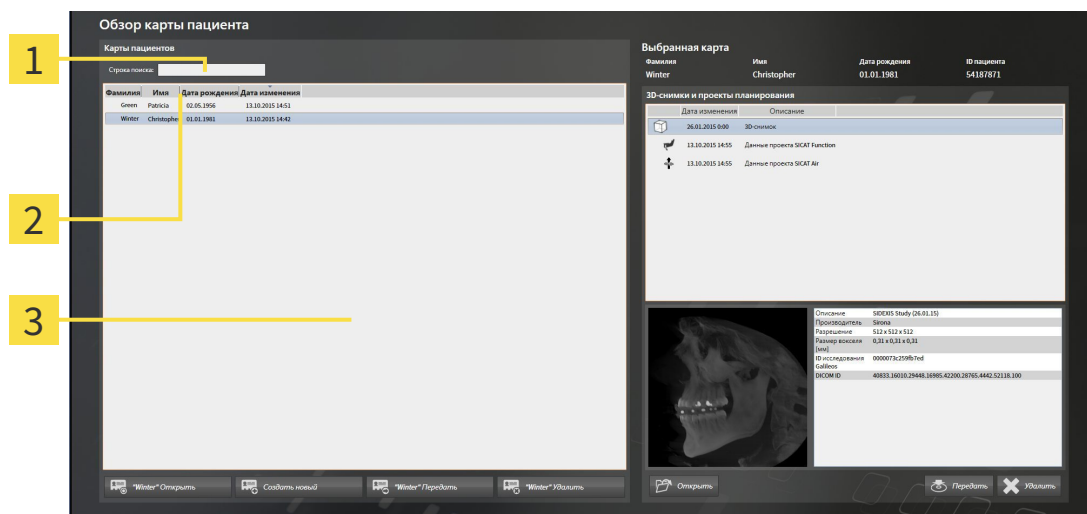 Обзор карты пациента
1
Карты пациентов
Строка поиска:
Фамилия Имя Дата рождения Дата изменения
Green Patricia 02.05.1956 13.10.2015 14:51
Winter Christophe 01.01.1981 13.10.2015 14:42
2
3
"Winter" Открыть
Создать новый
"Winter" Передать
"Winter" Удалить
Выбранная карта
Фамилия Имя Дата рождения ID пациента
Winter Christopher 01.01.1981 54187871
3D-снимки и проекты планирования
Дата изменения Описание
26.01.2015 0:00 3D-снимок
13.10.2015 14:55 Данные проекта SICAT Function
13.10.2015 14:55 Данные проекта SICAT Air
Описание SIDEXIS Study (26.01.15)
Производитель Sirona
Разрешение 512 x 512 x 512
Размер вокселя 0,31 x 0,31 x 0,31
[мм]
ID исследования 0000073c259fb7ed
Galileos
DICOM ID 40833.16010.29448.16985.42200.28765.4442.52118.100
Открыть
Передать
Удалить